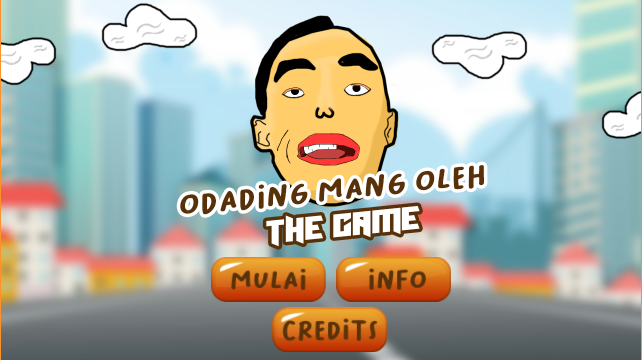 ODADiNG MANG OLEH
THE GAME
MULAi
iNFO
CREDiTS